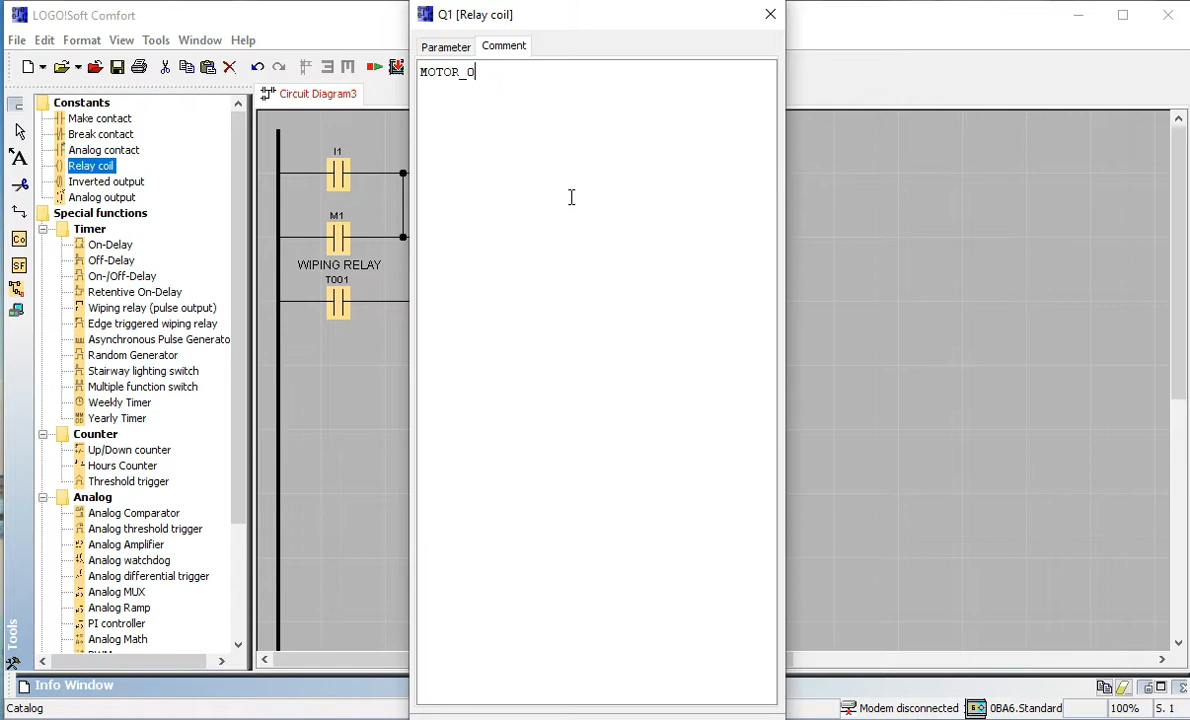 LOGO!Soft Comfort
File Edit Format View Tools Window Help
Circuit Diagram3
Constants
Make contact
Break contact
Analog contact
Relay coil
Inverted output
Analog output
Special functions
Timer
On-Delay
Off-Delay
On-/Off-Delay
Retentive On-Delay
Wiping relay (pulse output)
Edge triggered wiping relay
Asynchronous Pulse Generato
Random Generator
Stairway lighting switch
Multiple function switch
Weekly Timer
Yearly Timer
Counter
Up/Down counter
Hours Counter
Threshold trigger
Analog
Analog Comparator
Analog threshold trigger
Analog Amplifier
Analog watchdog
Analog differential trigger
Analog MUX
Analog Ramp
PI controller
Analog Math
A
Co
SF
Tools
I1
M1
WIPING RELAY
T001
Q1 [Relay coil]
Parameter Comment
MOTOR_O
Info Window
Catalog
Modem disconnected
0BA6.Standard
100%
S. 1